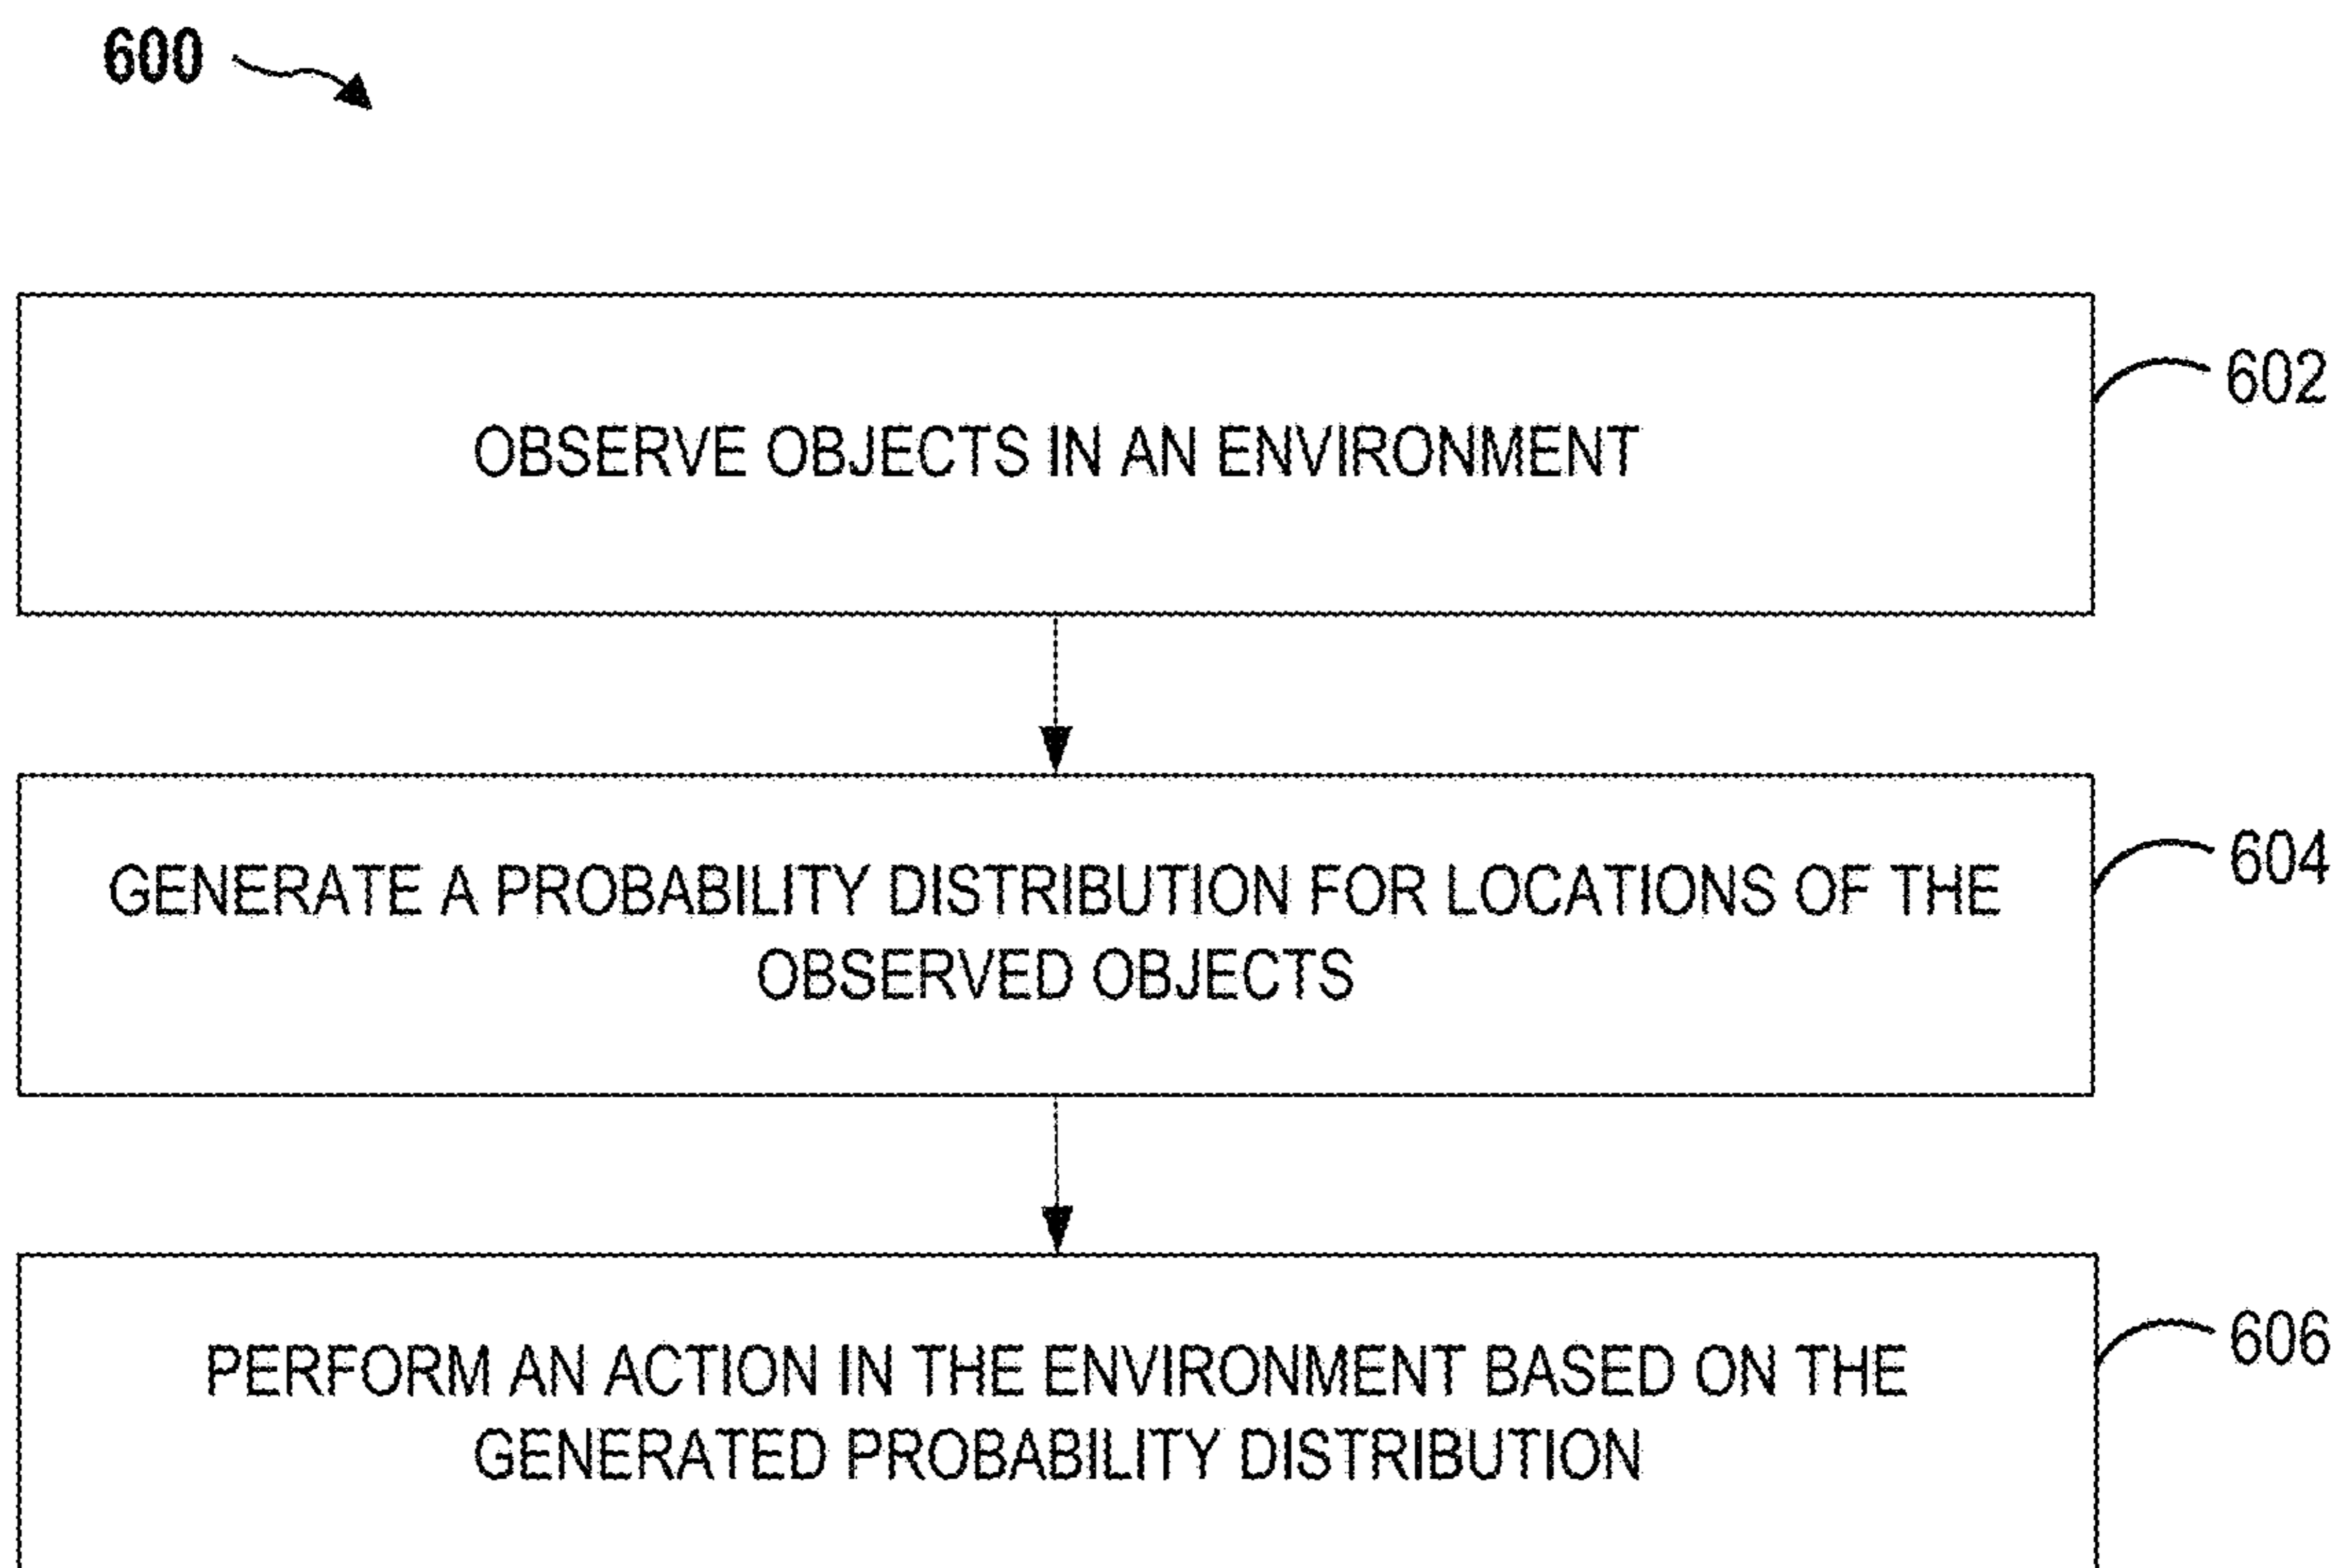 600
OBSERVE OBJECTS IN AN ENVIRONMENT
602
GENERATE A PROBABILITY DISTRIBUTION FOR LOCATIONS OF THE
OBSERVED OBJECTS
604
PERFORM AN ACTION IN THE ENVIRONMENT BASED ON THE
GENERATED PROBABILITY DISTRIBUTION
606